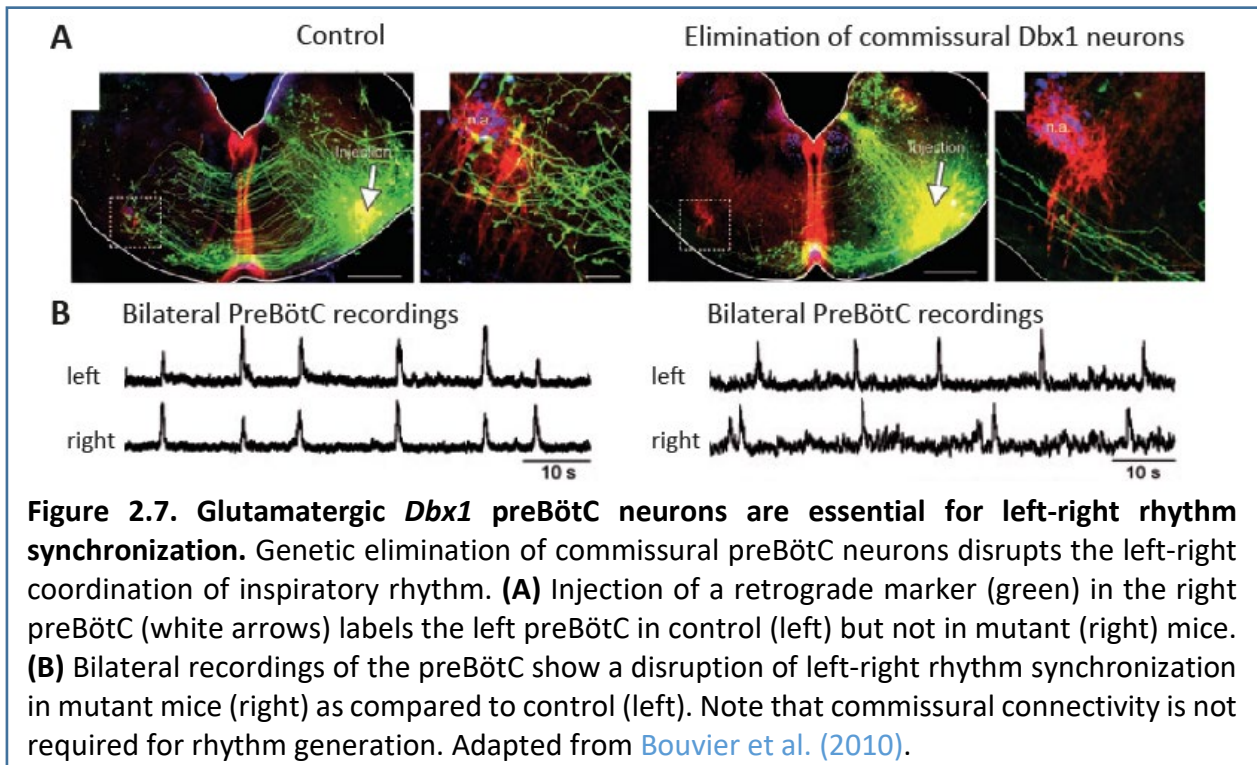 A
Control
Elimination of commissural Dbx1 neurons
n.a.
Injection
n.a.
Injection
B
Bilateral PreBötC recordings
Bilateral PreBötC recordings
left
left
right
right
10 s
10 s
Figure 2.7. Glutamatergic Dbx1 preBötC neurons are essential for left-right rhythm
synchronization. Genetic elimination of commissural preBötC neurons disrupts the left-right
coordination of inspiratory rhythm. (A) Injection of a retrograde marker (green) in the right
preBötC (white arrows) labels the left preBötC in control (left) but not in mutant (right) mice.
(B) Bilateral recordings of the preBötC show a disruption of left-right rhythm synchronization
in mutant mice (right) as compared to control (left). Note that commissural connectivity is not
required for rhythm generation. Adapted from Bouvier et al. (2010).